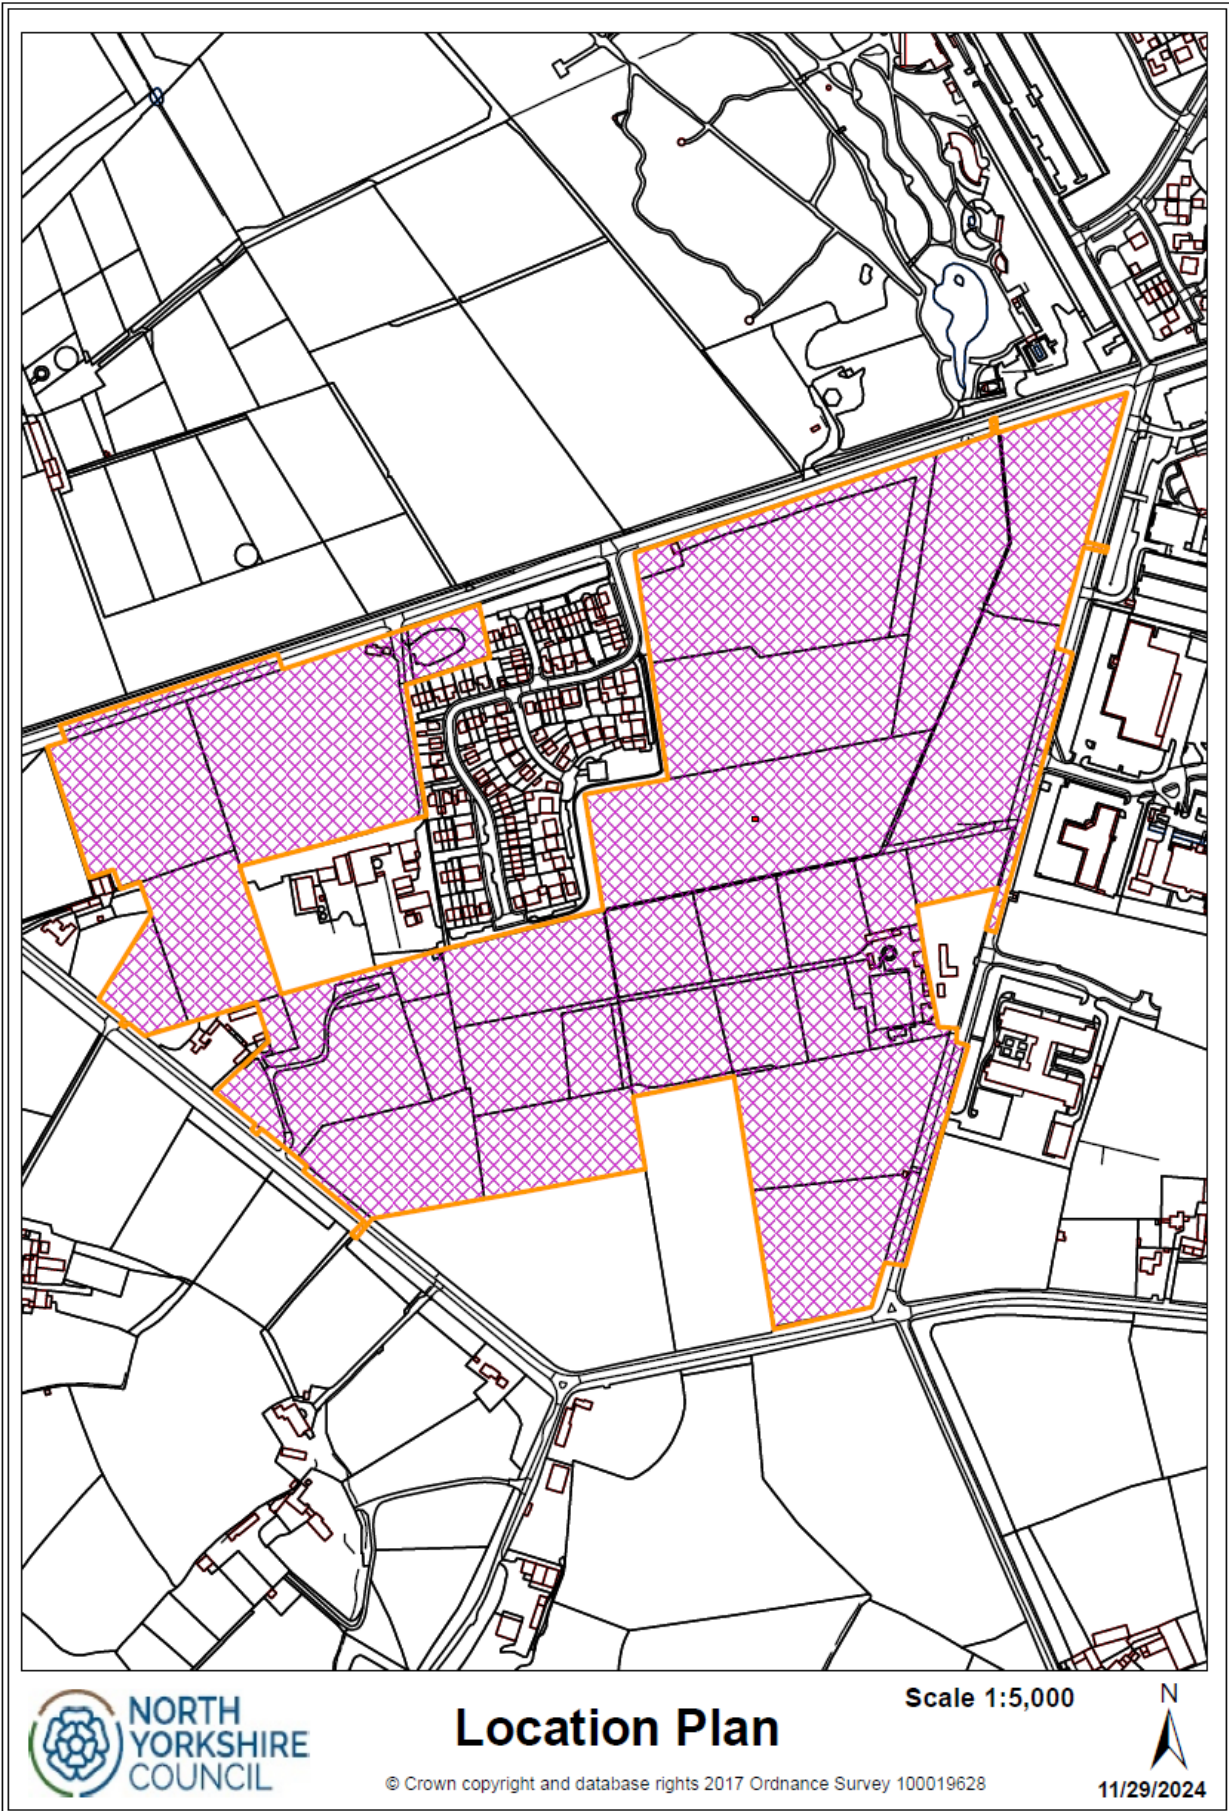 NORTH
YORKSHIRE
COUNCIL
Location Plan
Scale 1:5,000
N
© Crown copyright and database rights 2017 Ordnance Survey 100019628
11/29/2024